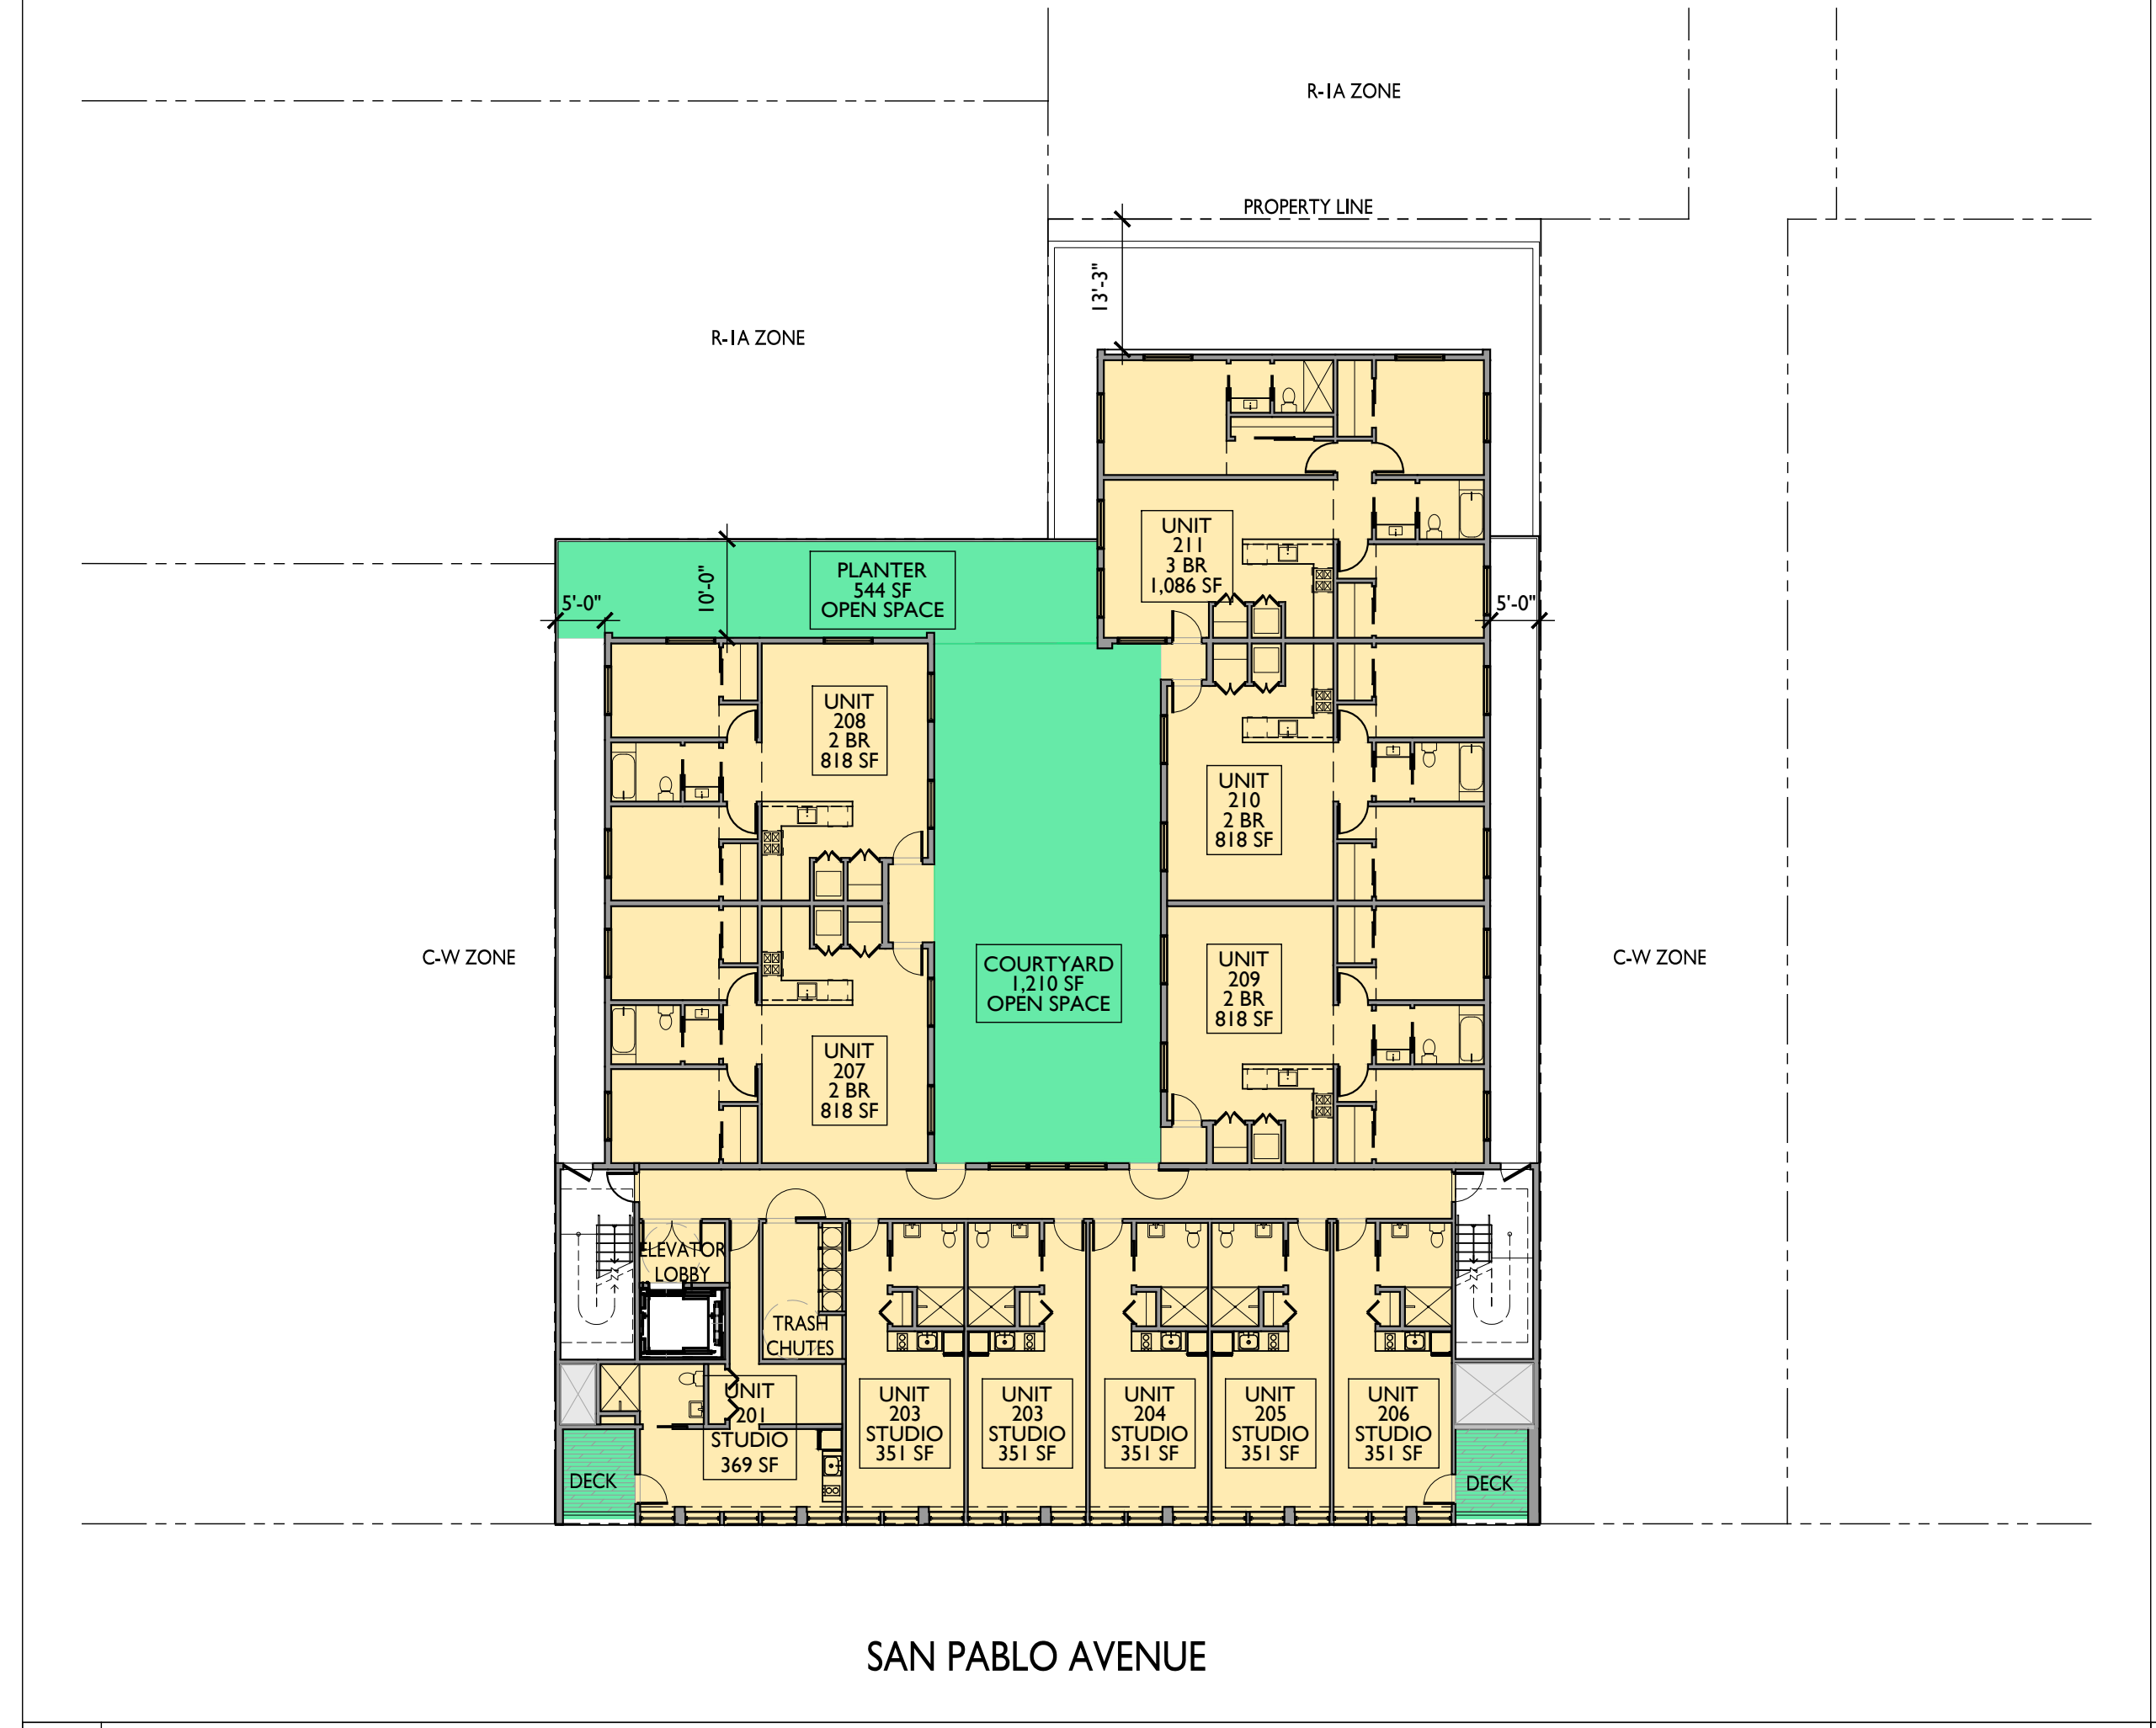 R-1A ZONE
PROPERTY LINE
13'-3"
R-1A ZONE
UNIT
211
3 BR
1,086 SF
PLANTER
544 SF
OPEN SPACE
10'-0"
5'-0"
5'-0"
UNIT
208
2 BR
818 SF
UNIT
210
2 BR
818 SF
C-W ZONE
COURTYARD
1,210 SF
OPEN SPACE
UNIT
209
2 BR
818 SF
C-W ZONE
UNIT
207
2 BR
818 SF
ELEVATOR
LOBBY
TRASH
CHUTES
UNIT
201
STUDIO
369 SF
UNIT
203
STUDIO
351 SF
UNIT
203
STUDIO
351 SF
UNIT
204
STUDIO
351 SF
UNIT
205
STUDIO
351 SF
UNIT
206
STUDIO
351 SF
DECK
DECK
SAN PABLO AVENUE